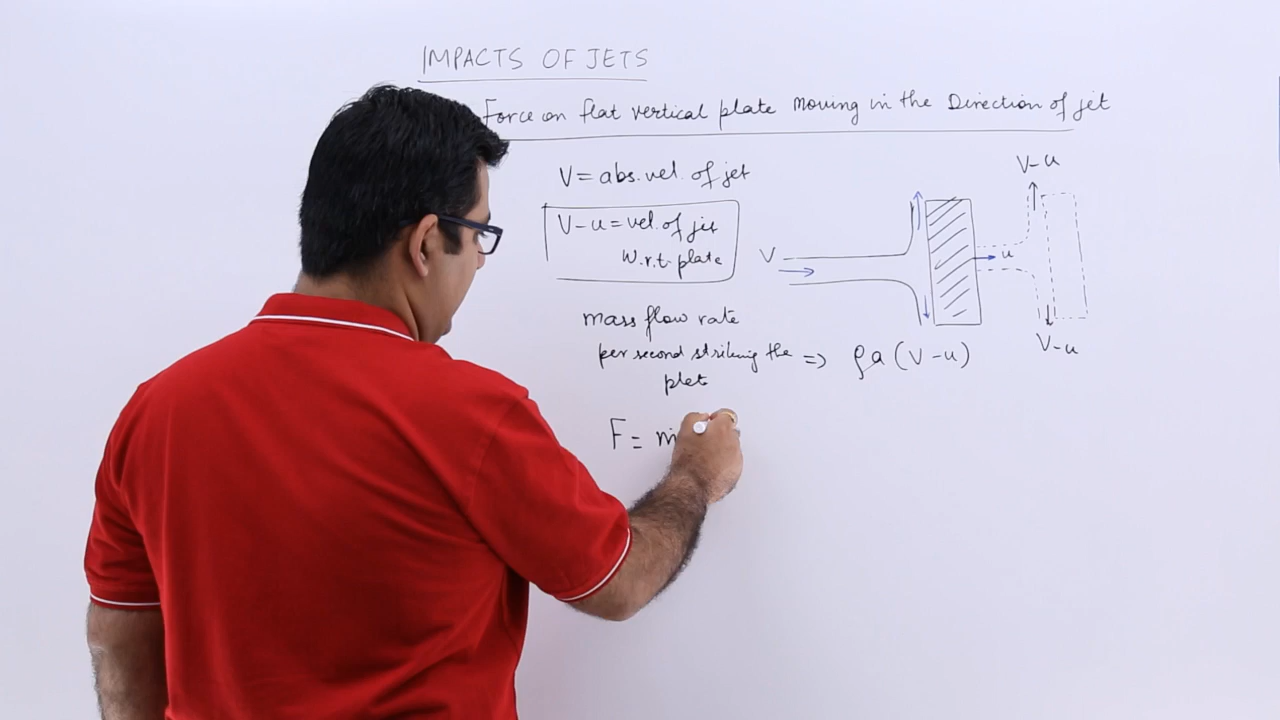 IMPACTS OF JETS
Force on flat vertical plate moving in the Direction of jet
V = abs. vel. of jet
V-u = vel. of jet
w.r.t. plate
mass flow rate
per second striking the => ρa (V-u)
plet
F = ṁ
V
u
V-u
V-u